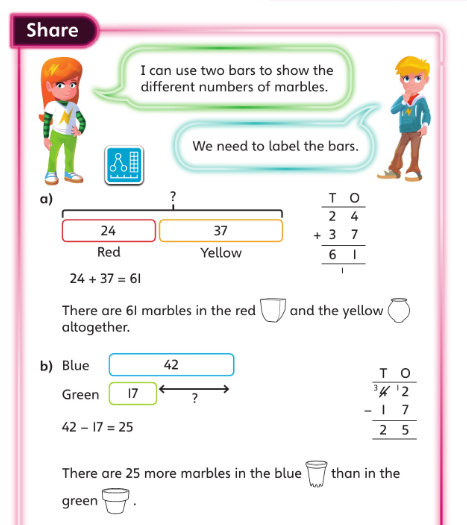 Share
I can use two bars to show the
different numbers of marbles.
We need to label the bars.
a)
?
24 37
Red Yellow
24 + 37 = 61
T O
2 4
+ 3 7
6 1
1
There are 61 marbles in the red and the yellow
altogether.
b) Blue 42
Green 17 ?
42 – 17 = 25
T O
3 4 1 2
– 1 7
2 5
There are 25 more marbles in the blue than in the
green .